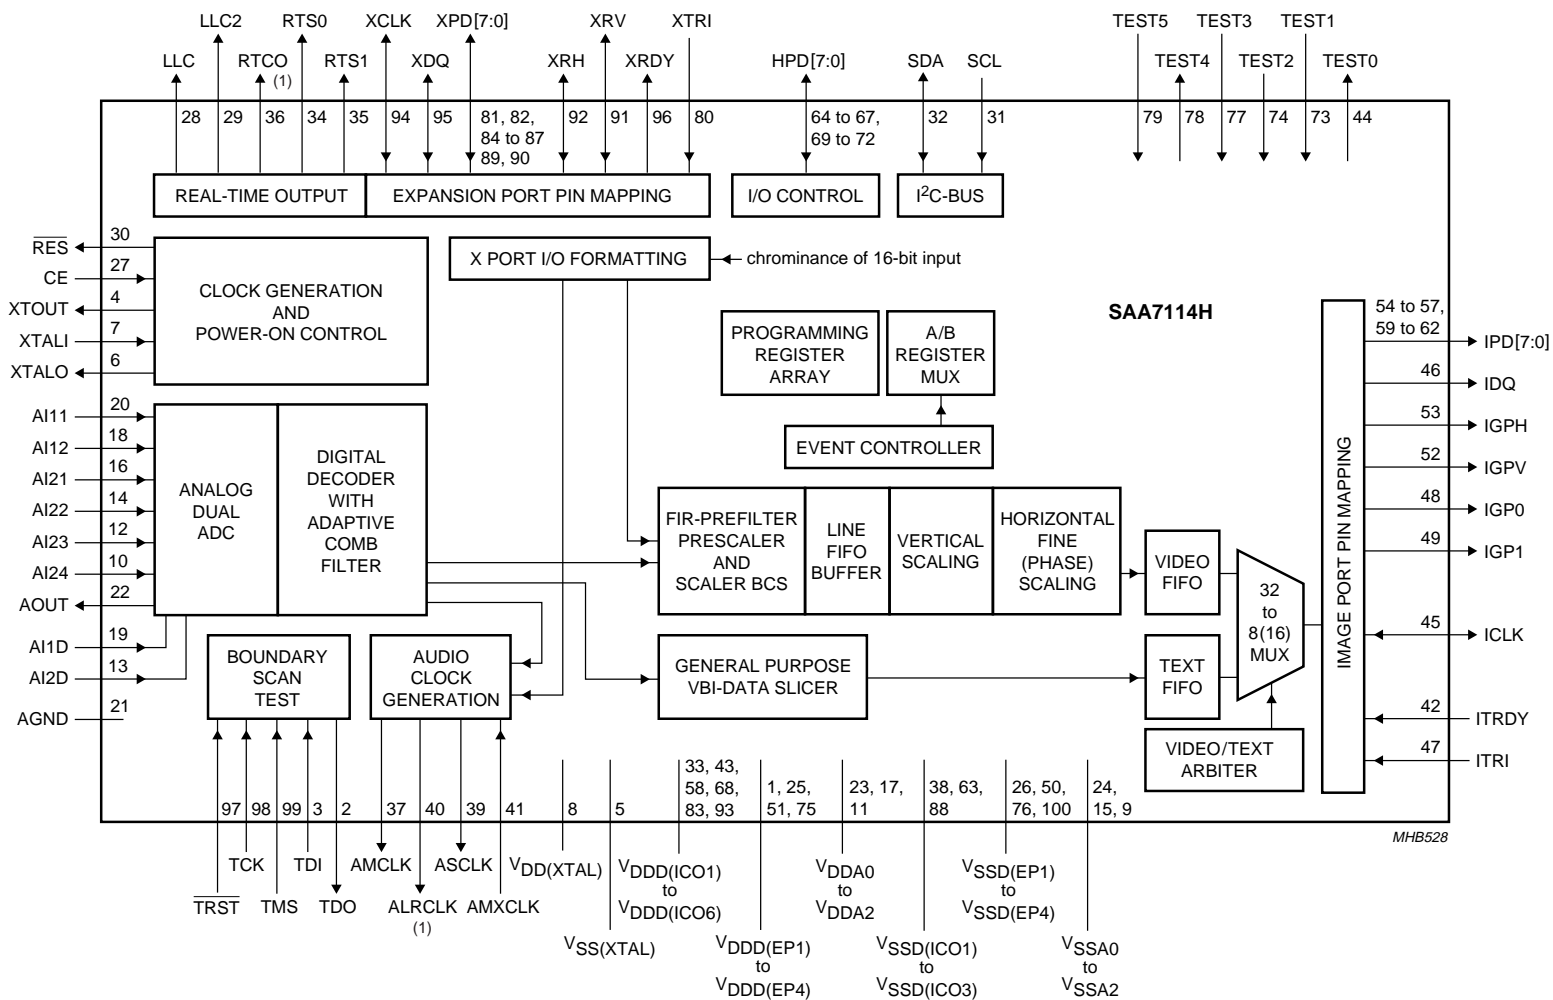 LLC2 RTS0 XCLK XPD[7:0] XRV XTRI TEST5 TEST3 TEST1
LLC RTCO RTS1 XDQ XRH XRDY HPD[7:0] SDA SCL TEST4 TEST2 TEST0
(1)
28 29 36 34 35 94 95 81, 82, 92 91 96 80 64 to 67, 32 31 79 78 77 74 73 44
84 to 87 69 to 72
89, 90
REAL-TIME OUTPUT EXPANSION PORT PIN MAPPING I/O CONTROL I2C-BUS
RES 30
CE 27
XTOUT 4
XTALI 7
XTALO 6
CLOCK GENERATION
AND
POWER-ON CONTROL
X PORT I/O FORMATTING chrominance of 16-bit input
SAA7114H
PROGRAMMING
REGISTER
ARRAY
A/B
REGISTER
MUX
EVENT CONTROLLER
54 to 57,
59 to 62 IPD[7:0]
46 IDQ
53 IGPH
52 IGPV
48 IGP0
49 IGP1
45 ICLK
42 ITRDY
47 ITRI
IMAGE PORT PIN MAPPING
AI11 20
AI12 18
AI21 16
AI22 14
AI23 12
AI24 10
AOUT 22
AI1D 19
AI2D 13
AGND 21
ANALOG
DUAL
ADC
DIGITAL
DECODER
WITH
ADAPTIVE
COMB
FILTER
FIR-PREFILTER
PRESCALER
AND
SCALER BCS
LINE
FIFO
BUFFER
VERTICAL
SCALING
HORIZONTAL
FINE
(PHASE)
SCALING
VIDEO
FIFO
32
to
8(16)
MUX
BOUNDARY
SCAN
TEST
AUDIO
CLOCK
GENERATION
GENERAL PURPOSE
VBI-DATA SLICER
TEXT
FIFO
VIDEO/TEXT
ARBITER
33, 43,
58, 68, 1, 25, 23, 17, 38, 63, 26, 50, 24,
97 98 99 3 2 37 40 39 41 8 5 83, 93 51, 75 11 88 76, 100 15, 9
MHB528
TCK TDI AMCLK ASCLK VDD(XTAL)
TRST TMS TDO ALRCLK AMXCLK
(1)
VSS(XTAL)
VDDD(ICO1)
to
VDDD(ICO6)
VDDD(EP1)
to
VDDD(EP4)
VDDA0
to
VDDA2
VSSD(ICO1)
to
VSSD(ICO3)
VSSD(EP1)
to
VSSD(EP4)
VSSA0
to
VSSA2